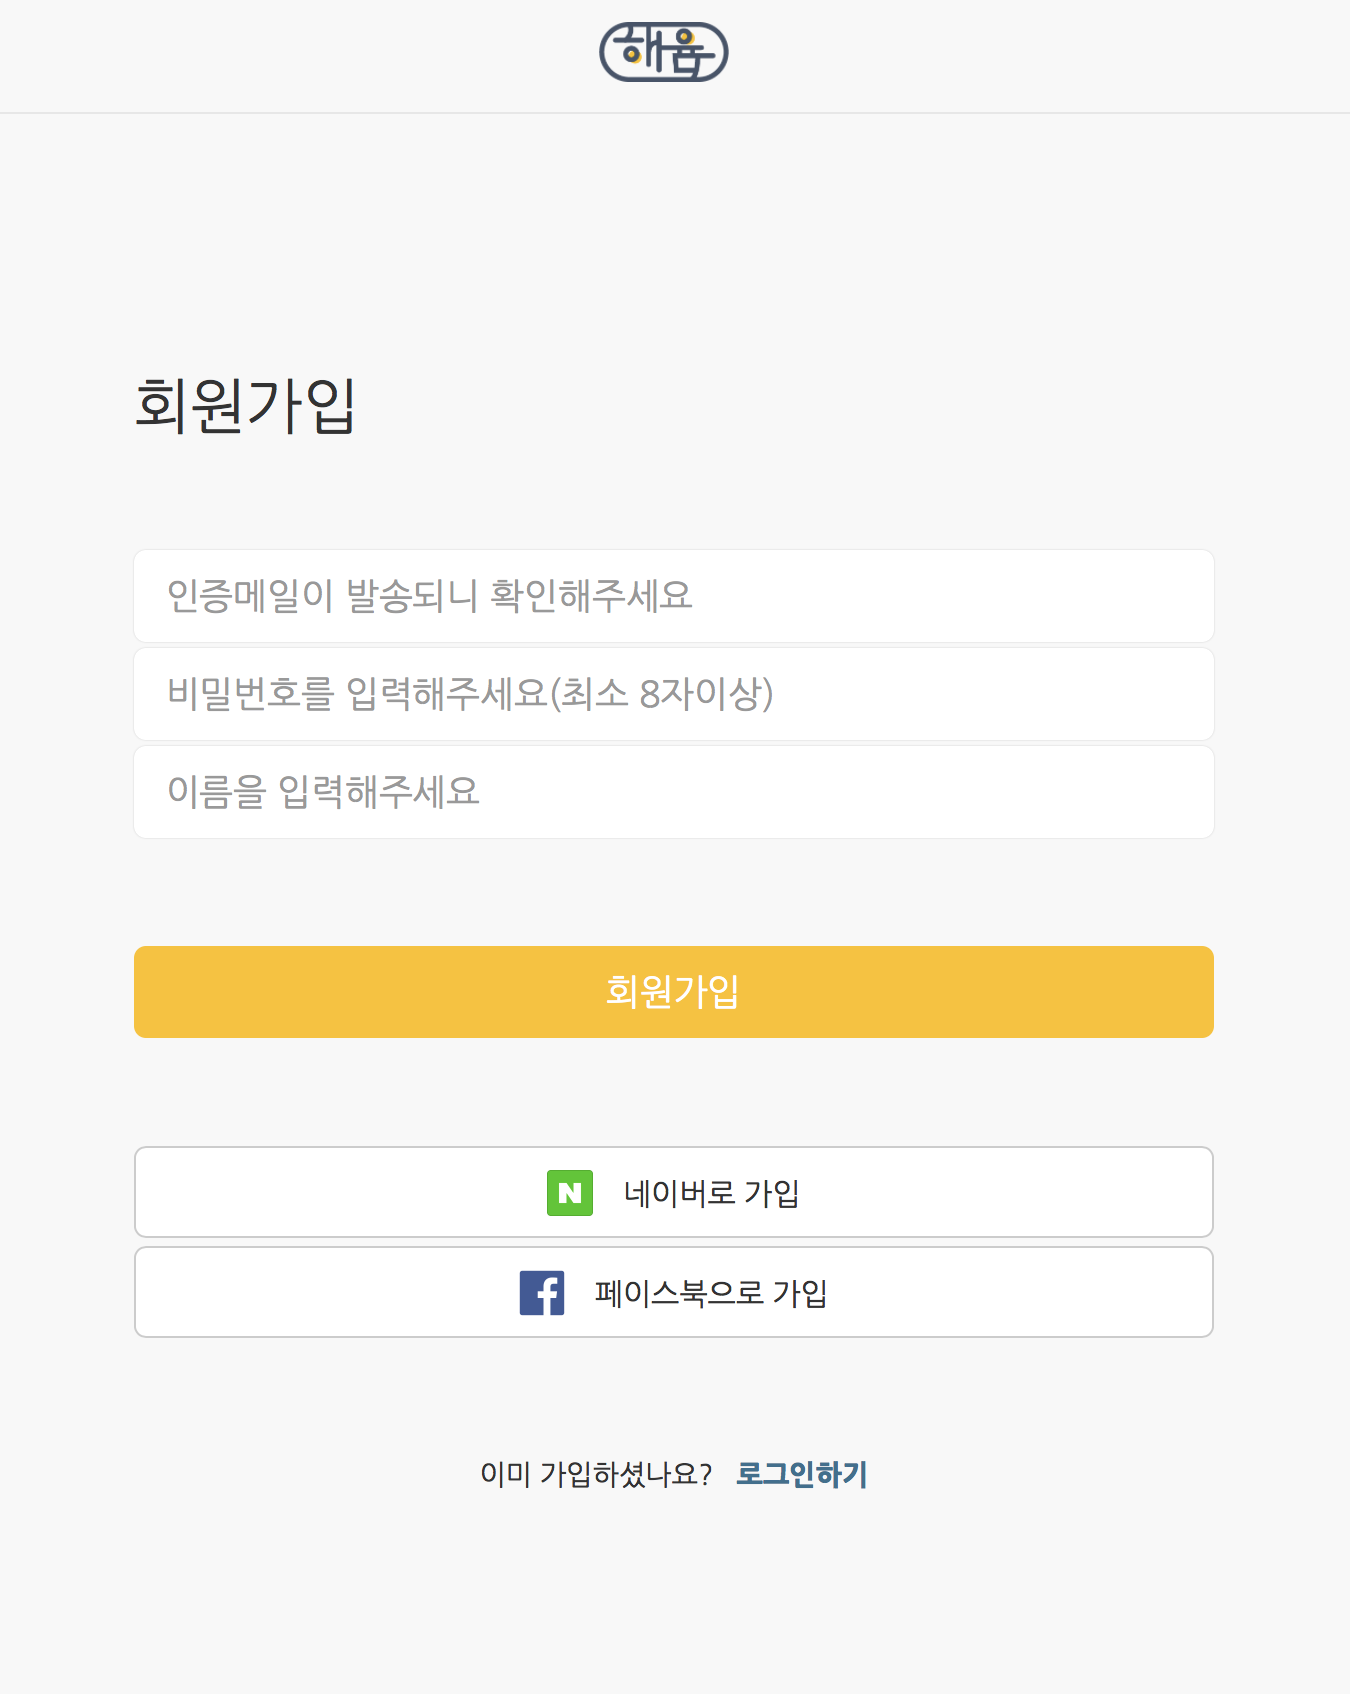 해욤
회원가입
인증메일이 발송되니 확인해주세요
비밀번호를 입력해주세요(최소 8자이상)
이름을 입력해주세요
회원가입
N 네이버로 가입
f 페이스북으로 가입
이미 가입하셨나요? 로그인하기